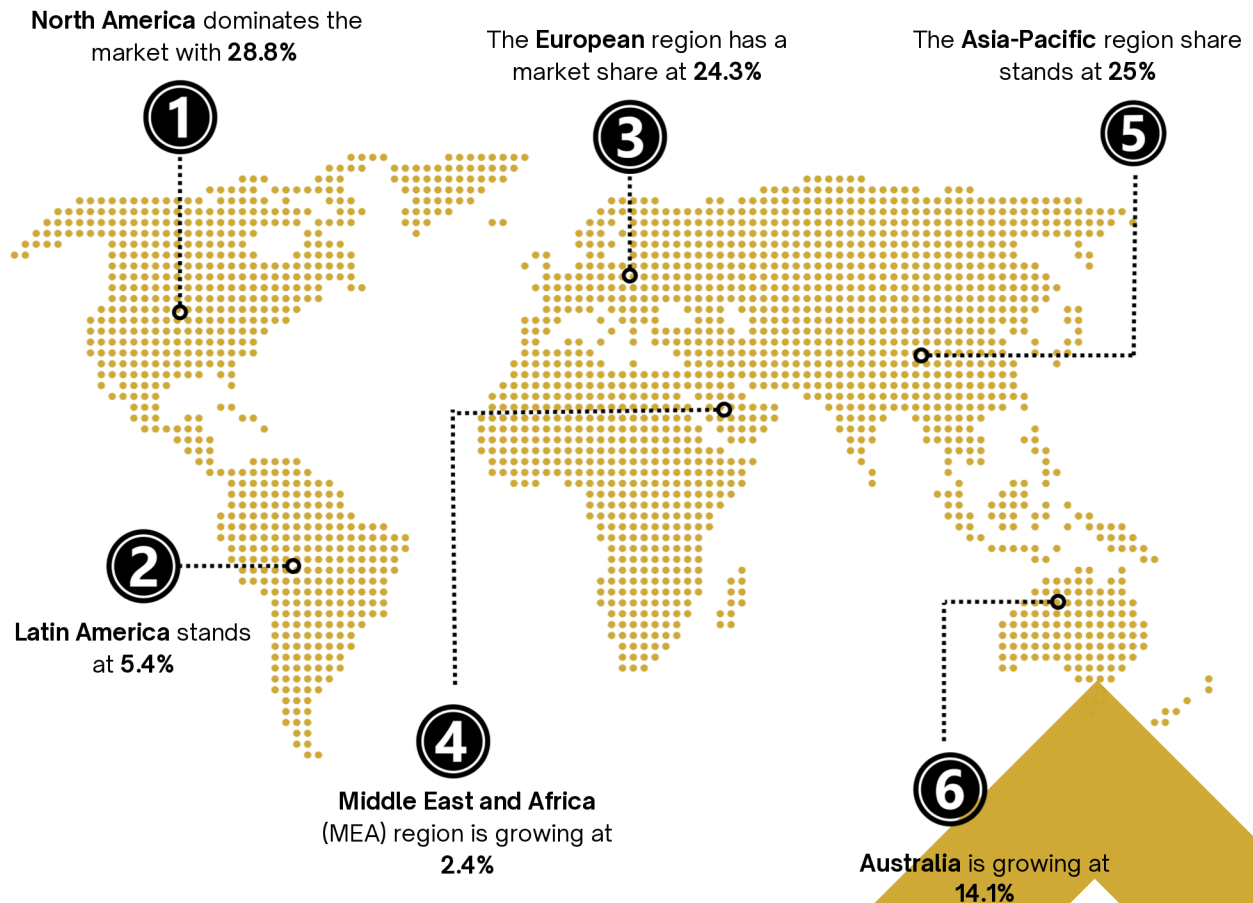 North America dominates the
market with 28.8%
1
The European region has a
market share at 24.3%
3
The Asia-Pacific region share
stands at 25%
5
2
Latin America stands
at 5.4%
4
Middle East and Africa
(MEA) region is growing at
2.4%
6
Australia is growing at
14.1%